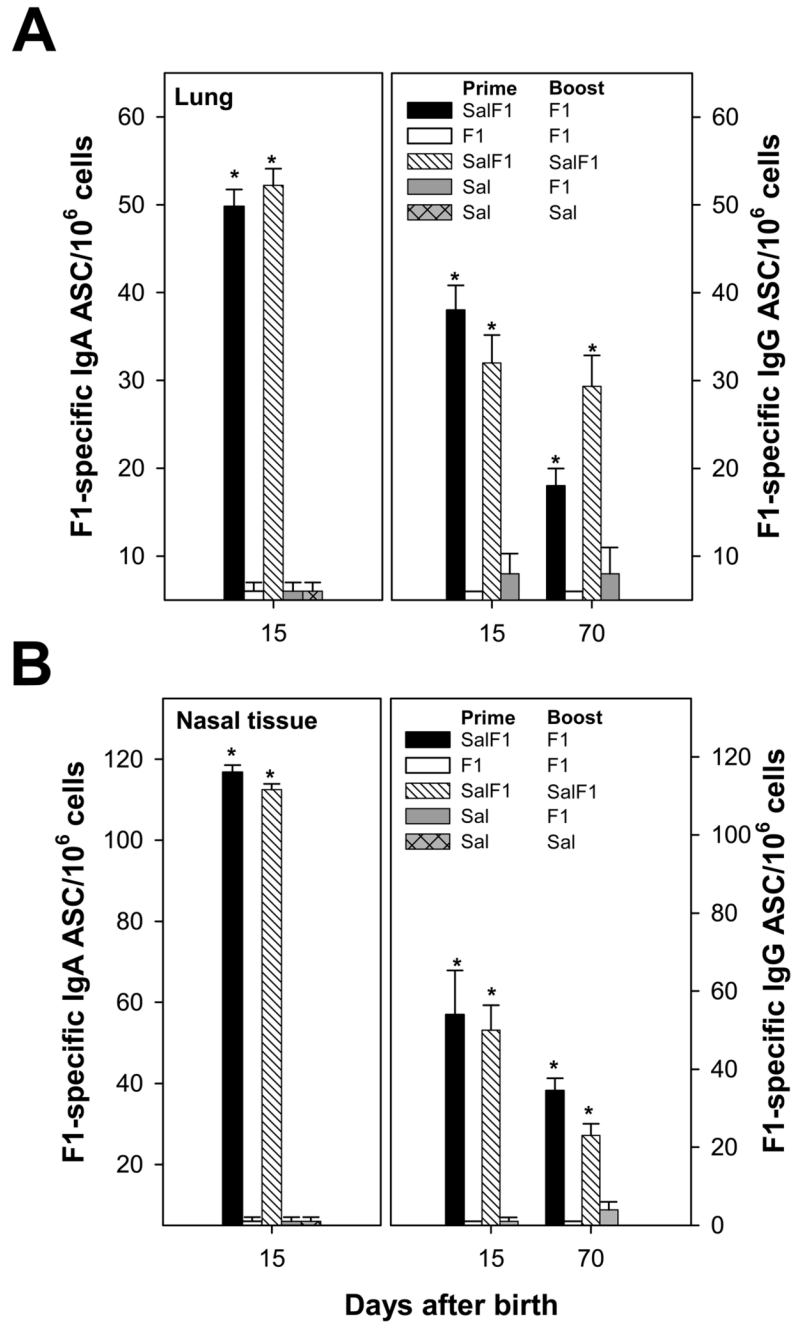 A
Lung
Prime Boost
SalF1 F1
F1 F1
SalF1 SalF1
Sal F1
Sal Sal
F1-specific IgA ASC/10⁶ cells
60
50
40
30
20
10
* *
* * * *
60
50
40
30
20
10
F1-specific IgG ASC/10⁶ cells
15
15 70
B
Nasal tissue
Prime Boost
SalF1 F1
F1 F1
SalF1 SalF1
Sal F1
Sal Sal
F1-specific IgA ASC/10⁶ cells
120
100
80
60
40
20
* *
* * * *
120
100
80
60
40
20
0
F1-specific IgG ASC/10⁶ cells
15
15 70
Days after birth